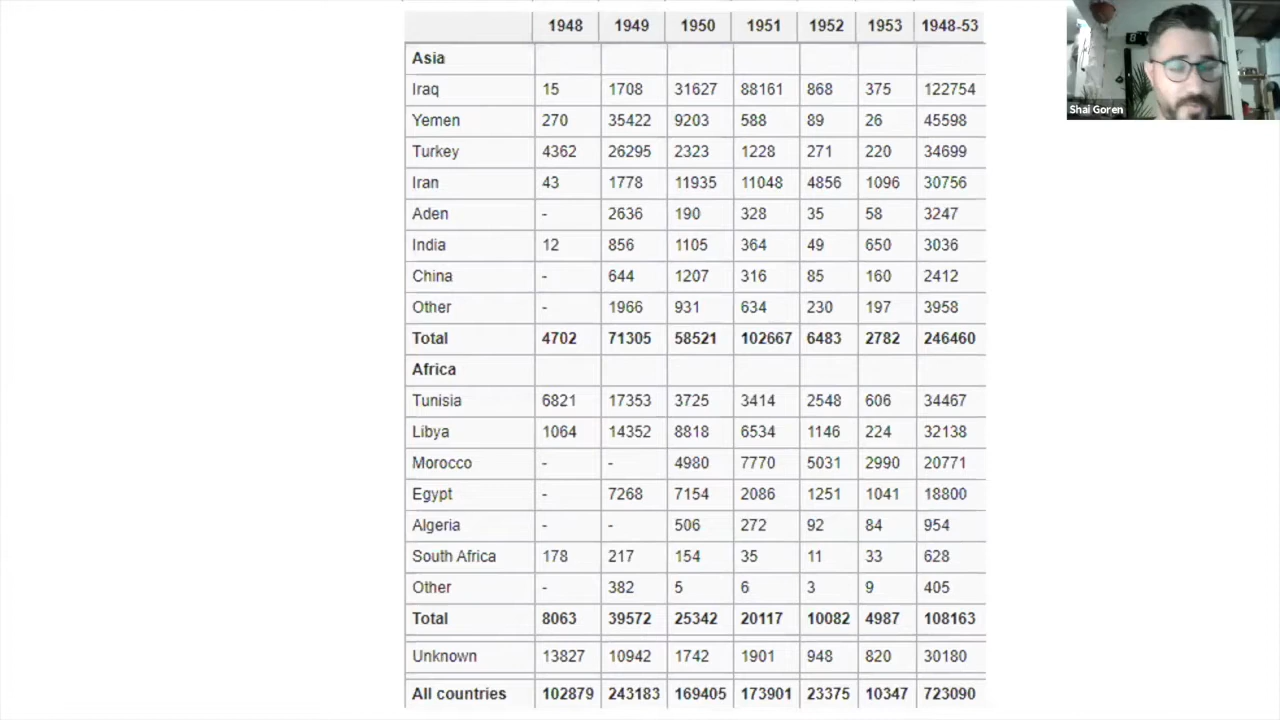 1948 1949 1950 1951 1952 1953 1948-53
Asia
Iraq 15 1708 31627 88161 868 375 122754
Yemen 270 35422 9203 588 89 26 45598
Turkey 4362 26295 2323 1228 271 220 34699
Iran 43 1778 11935 11048 4856 1096 30756
Aden - 2636 190 328 35 58 3247
India 12 856 1105 364 49 650 3036
China - 644 1207 316 85 160 2412
Other - 1966 931 634 230 197 3958
Total 4702 71305 58521 102667 6483 2782 246460
Africa
Tunisia 6821 17353 3725 3414 2548 606 34467
Libya 1064 14352 8818 6534 1146 224 32138
Morocco - - 4980 7770 5031 2990 20771
Egypt - 7268 7154 2086 1251 1041 18800
Algeria - - 506 272 92 84 954
South Africa 178 217 154 35 11 33 628
Other - 382 5 6 3 9 405
Total 8063 39572 25342 20117 10082 4987 108163
Unknown 13827 10942 1742 1901 948 820 30180
All countries 102879 243183 169405 173901 23375 10347 723090
Shai Goren